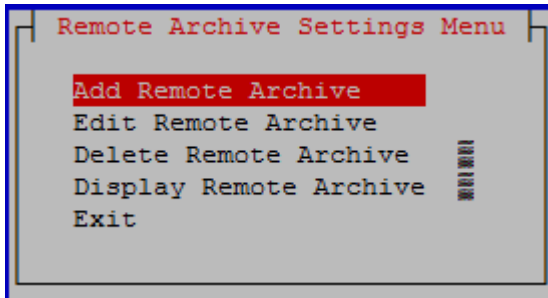 Remote Archive Settings Menu
Add Remote Archive
Edit Remote Archive
Delete Remote Archive
Display Remote Archive
Exit